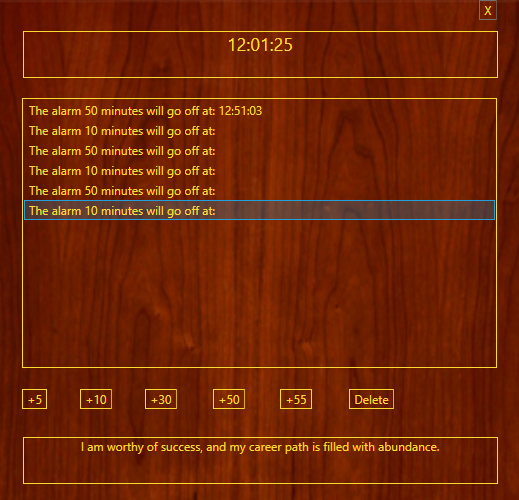 X
12:01:25
The alarm 50 minutes will go off at: 12:51:03
The alarm 10 minutes will go off at:
The alarm 50 minutes will go off at:
The alarm 10 minutes will go off at:
The alarm 50 minutes will go off at:
The alarm 10 minutes will go off at:
+5 +10 +30 +50 +55 Delete
I am worthy of success, and my career path is filled with abundance.